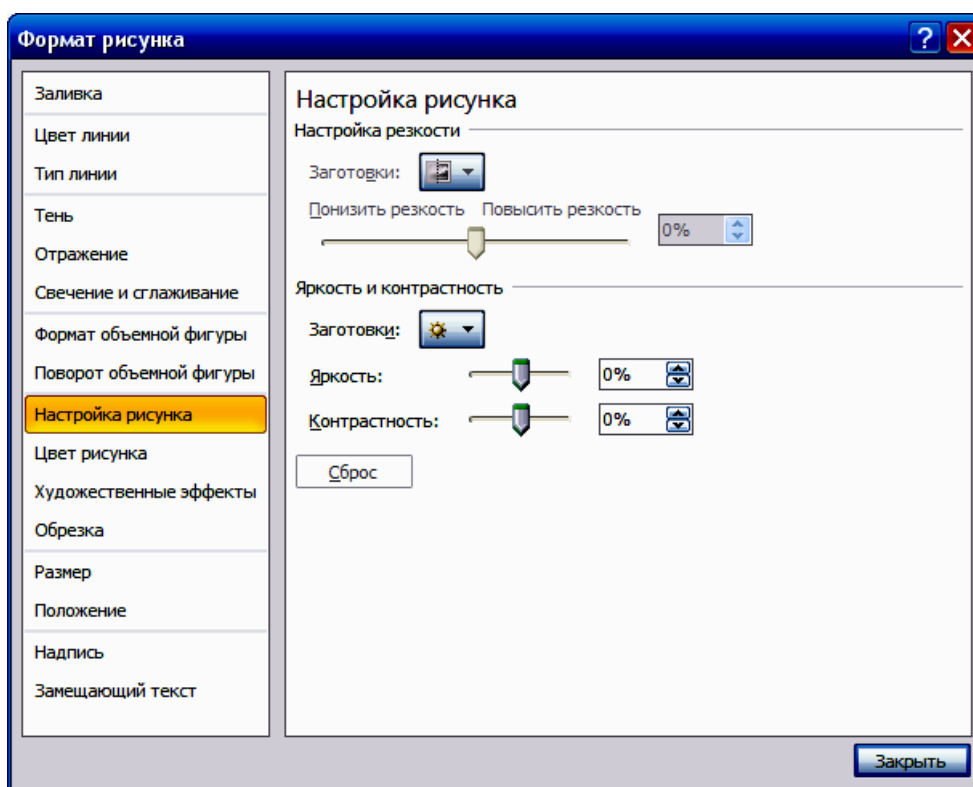 Формат рисунка
Заливка
Цвет линии
Тип линии
Тень
Отражение
Свечение и сглаживание
Формат объемной фигуры
Поворот объемной фигуры
Настройка рисунка
Цвет рисунка
Художественные эффекты
Обрезка
Размер
Положение
Надпись
Замещающий текст
Настройка рисунка
Настройка резкости
Заготовки:
Понизить резкость Повысить резкость
0%
Яркость и контрастность
Заготовки:
Яркость: 0%
Контрастность: 0%
Сброс
Закрыть